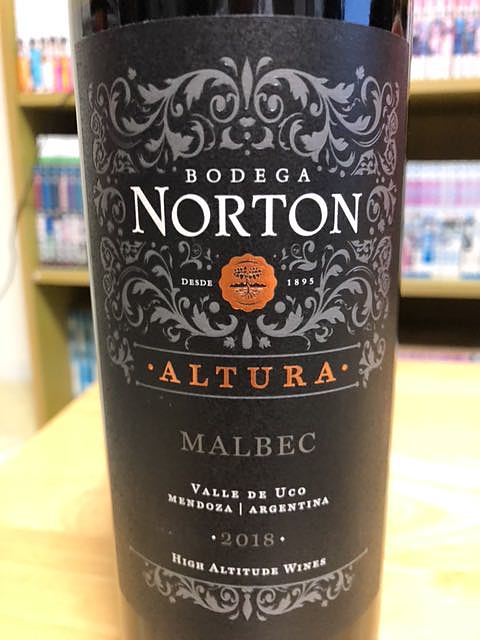 BODEGA
NORTON
DESDE 1895
·ALTURA·
MALBEC
VALLE DE UCO
MENDOZA | ARGENTINA
·2018·
HIGH ALTITUDE WINES